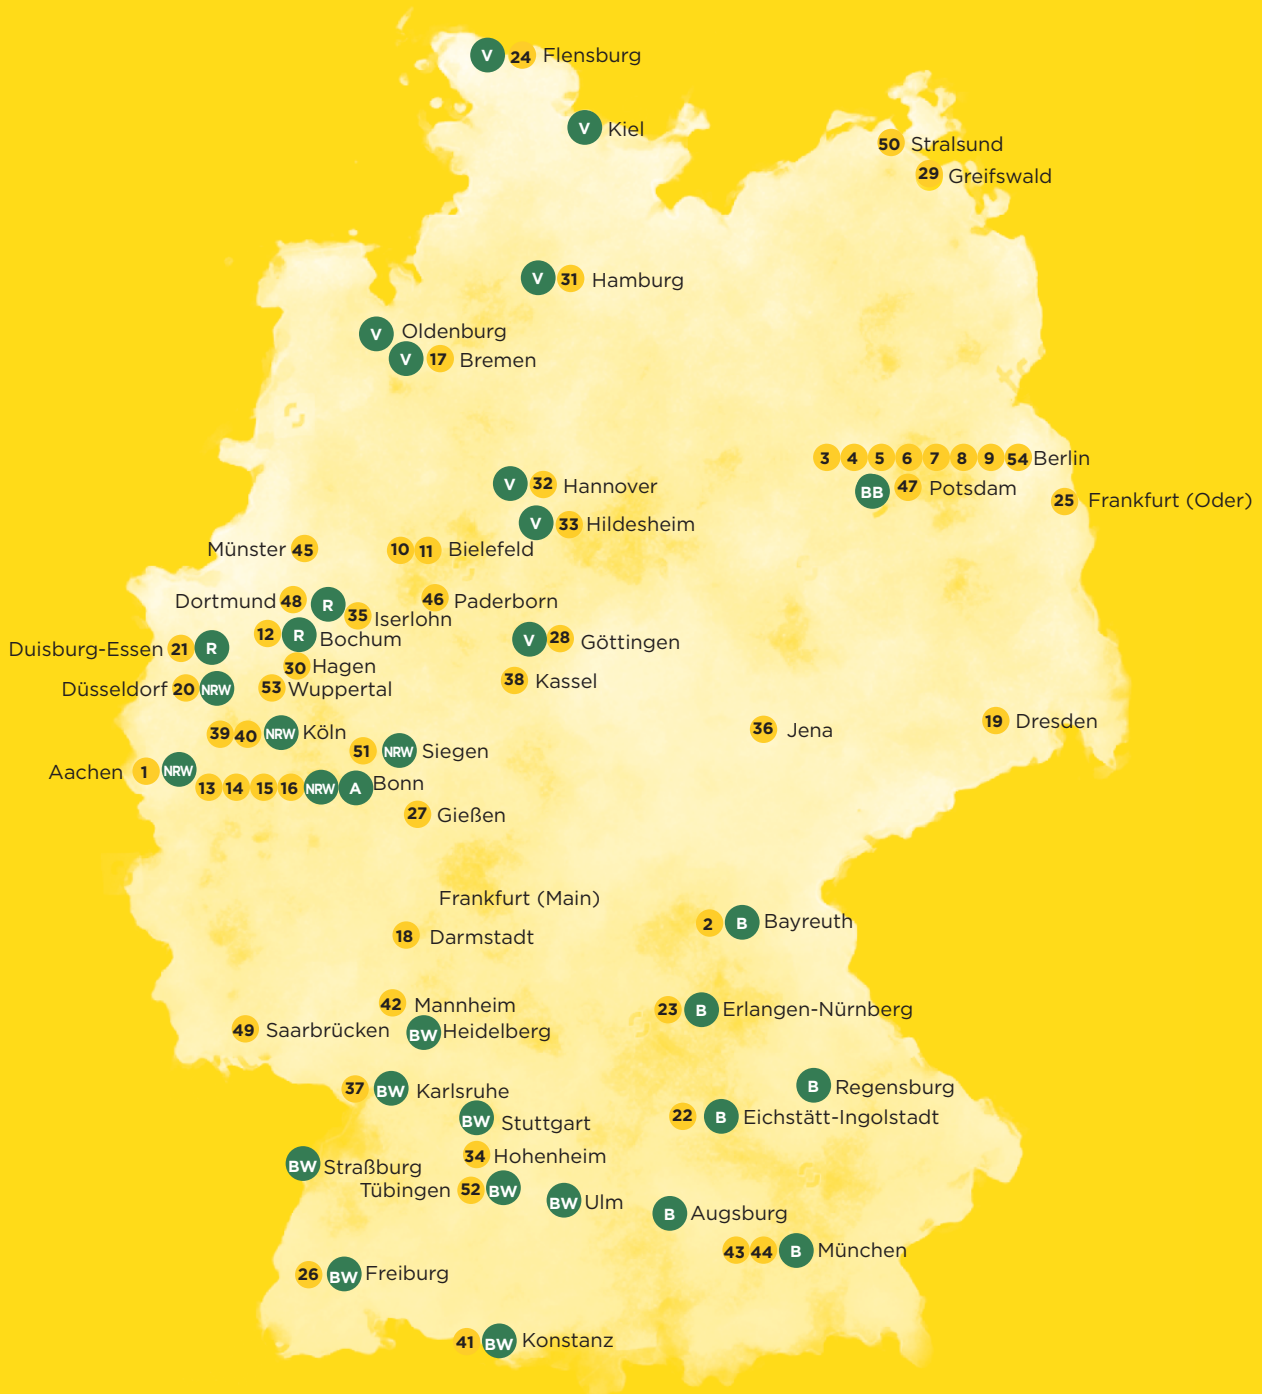 V 24 Flensburg
V Kiel
50 Stralsund
29 Greifswald
V 31 Hamburg
V Oldenburg
V 17 Bremen
3 4 5 6 7 8 9 54 Berlin
V 32 Hannover
BB 47 Potsdam
25 Frankfurt (Oder)
V 33 Hildesheim
Münster 45
10 11 Bielefeld
Dortmund 48 R
46 Paderborn
35 Iserlohn
12 R Bochum
V 28 Göttingen
Duisburg-Essen 21 R
30 Hagen
38 Kassel
Düsseldorf 20 NRW
53 Wuppertal
39 40 NRW Köln
36 Jena
19 Dresden
51 NRW Siegen
Aachen 1 NRW
13 14 15 16 NRW A Bonn
27 Gießen
Frankfurt (Main)
2 B Bayreuth
18 Darmstadt
42 Mannheim
23 B Erlangen-Nürnberg
49 Saarbrücken
BW Heidelberg
37 BW Karlsruhe
B Regensburg
BW Stuttgart
22 B Eichstätt-Ingolstadt
34 Hohenheim
BW Straßburg
Tübingen 52 BW
BW Ulm
B Augsburg
43 44 B München
26 BW Freiburg
41 BW Konstanz